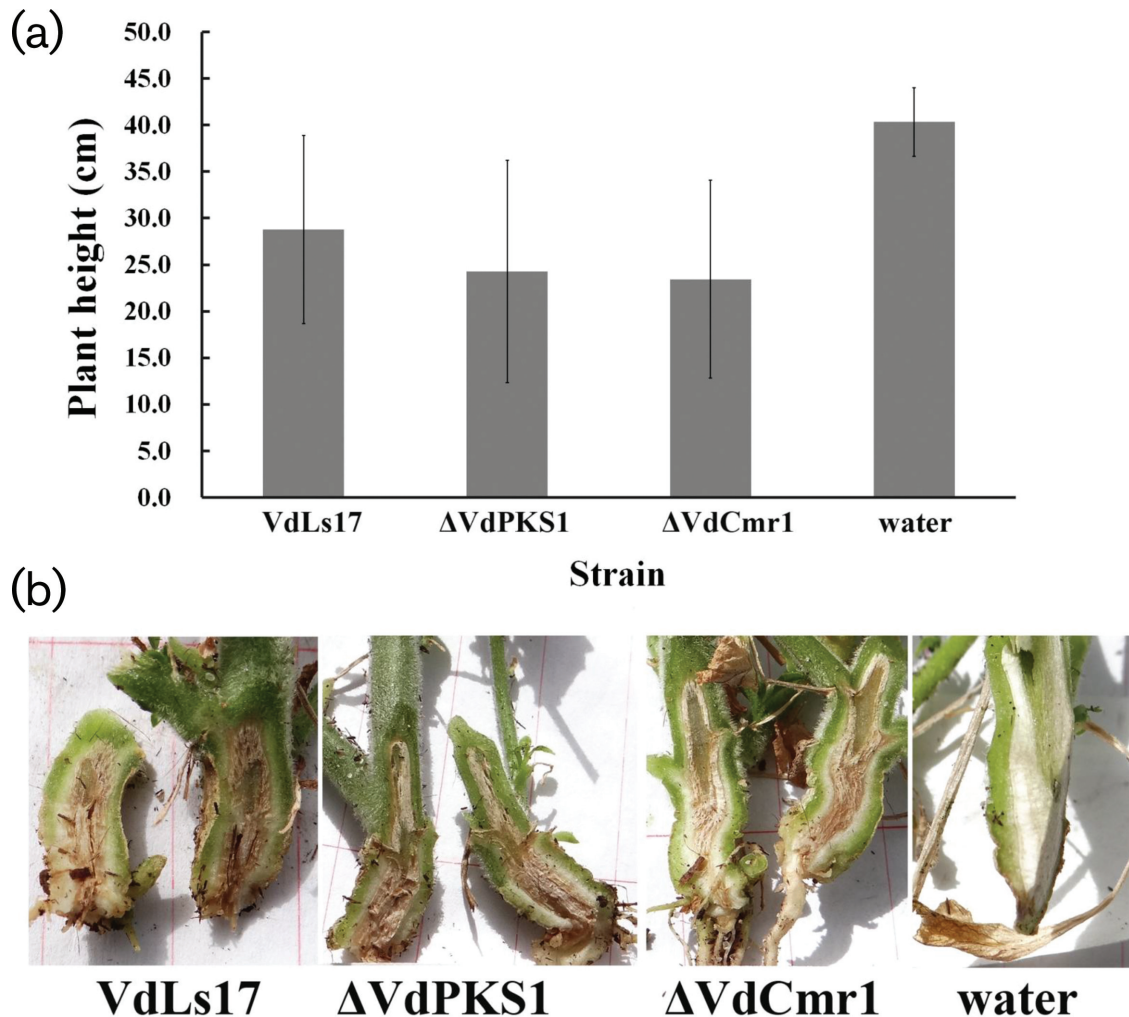 (a)
50.0
45.0
40.0
35.0
30.0
25.0
20.0
15.0
10.0
5.0
0.0
Plant height (cm)
VdLs17 ΔVdPKS1 ΔVdCmr1 water
Strain
(b)
VdLs17 ΔVdPKS1 ΔVdCmr1 water